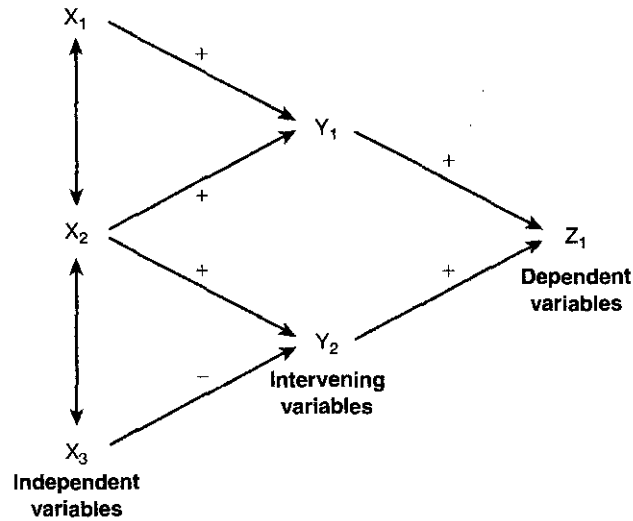 X₁
+
Y₁
+
+
X₂
+
Z₁
Dependent
variables
+
Y₂
Intervening
variables
−
X₃
Independent
variables